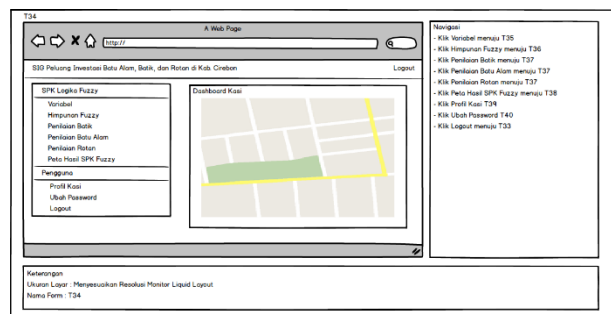 T34
A Web Page
http://
SIG Peluang Investasi Batu Alam, Batik, dan Rotan di Kab. Cirebon
Logout
SPK Logika Fuzzy
Variabel
Himpunan Fuzzy
Penilaian Batik
Penilaian Batu Alam
Penilaian Rotan
Peta Hasil SPK Fuzzy
Pengguna
Profil Kasi
Ubah Password
Logout
Dashboard Kasi
Navigasi
- Klik Variabel menuju T35
- Klik Himpunan Fuzzy menuju T36
- Klik Penilaian Batik menuju T37
- Klik Penilaian Batu Alam menuju T37
- Klik Penilaian Rotan menuju T37
- Klik Peta Hasil SPK Fuzzy menuju T38
- Klik Profil Kasi T39
- Klik Ubah Password T40
- Klik Logout menuju T33
Keterangan
Ukuran Layar : Menyesuaikan Resolusi Monitor Liquid Layout
Nama Form : T34